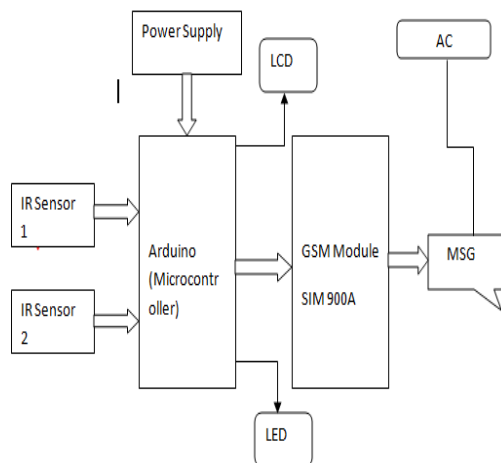 Power Supply
LCD
AC
IR Sensor
1
Arduino
(Microcontr
oller)
GSM Module
SIM 900A
MSG
IR Sensor
2
LED